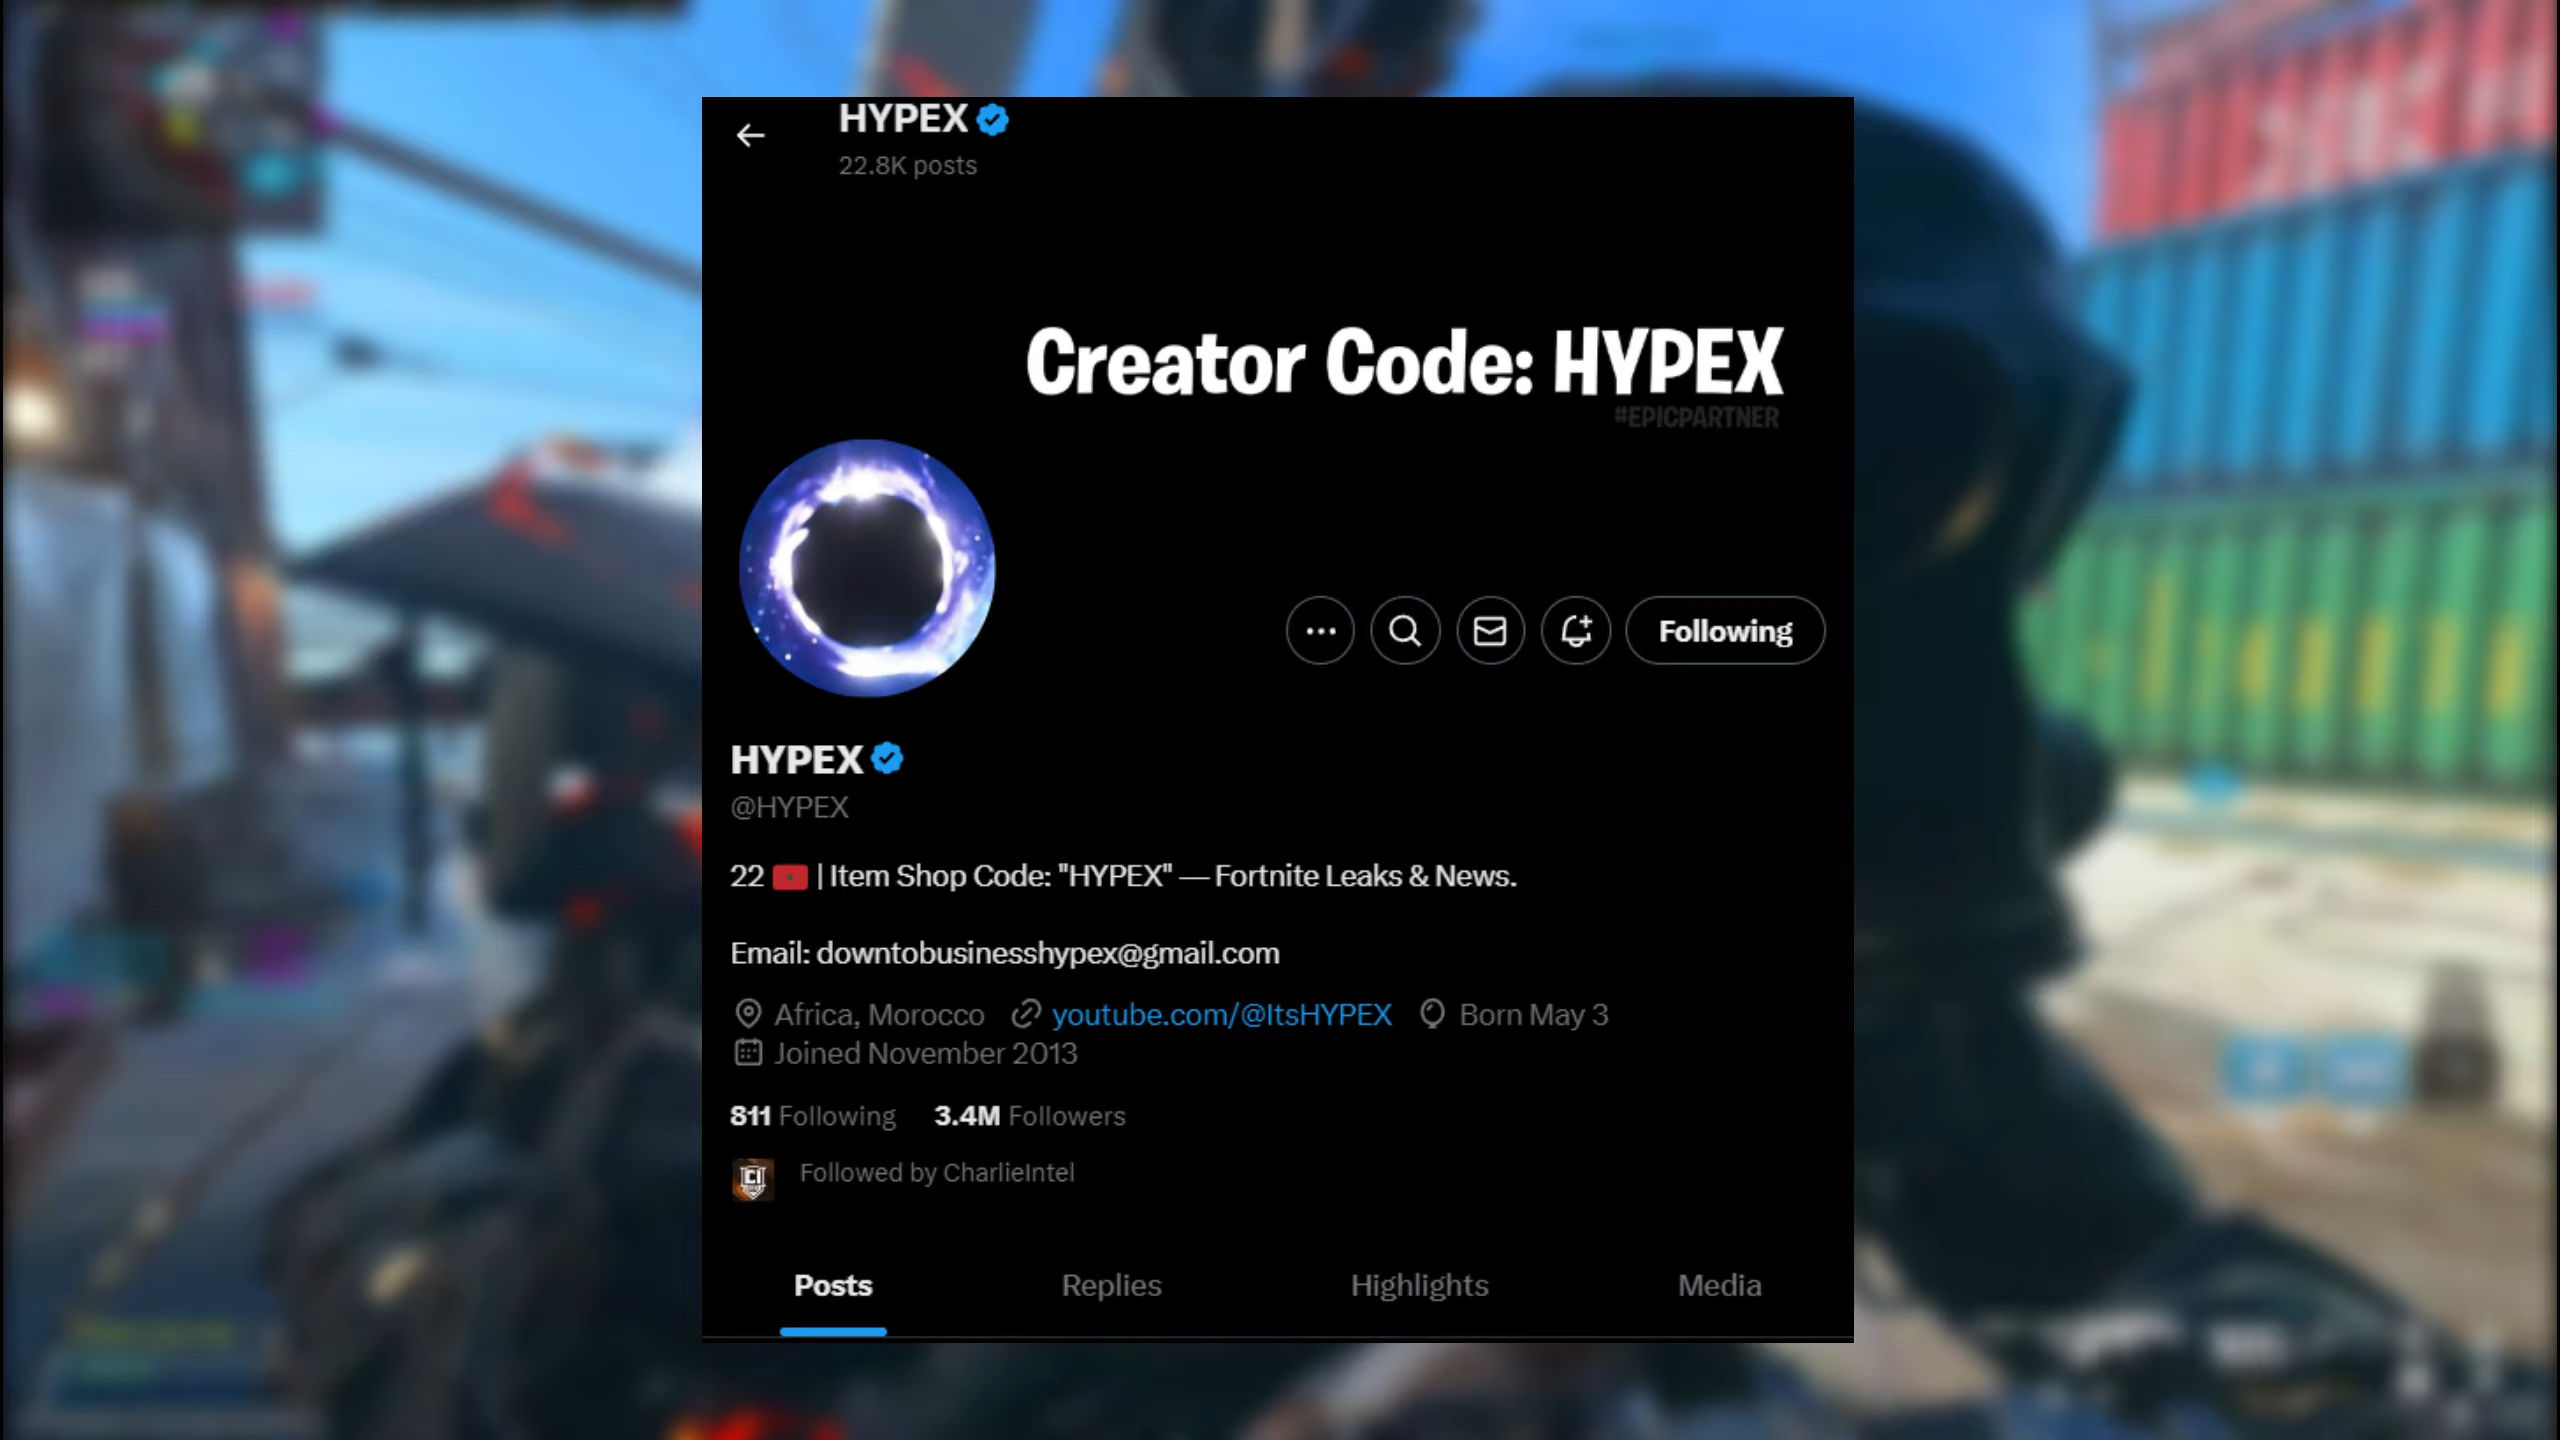 HYPEX
22.8K posts
Creator Code: HYPEX
#EPICPARTNER
Following
HYPEX
@HYPEX
22 🇲🇦 | Item Shop Code: "HYPEX" — Fortnite Leaks & News.
Email: downtobusinesshypex@gmail.com
Africa, Morocco youtube.com/@ItsHYPEX Born May 3
Joined November 2013
811 Following 3.4M Followers
CI
Followed by CharlieIntel
Posts Replies Highlights Media